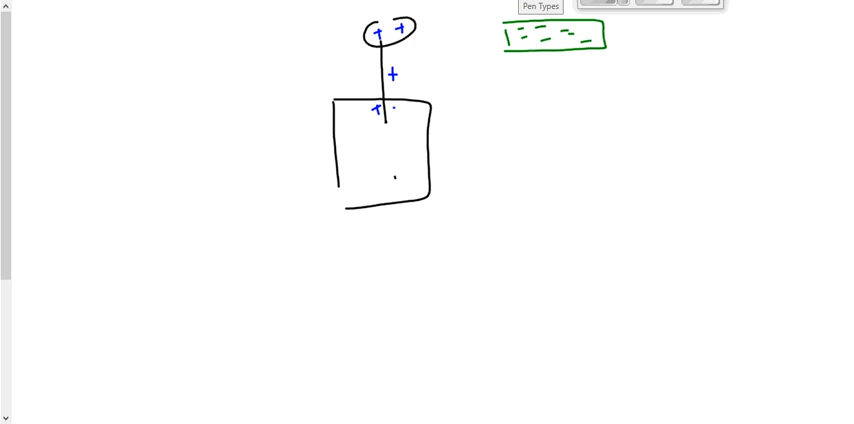 Pen Types
+ +
+
+
- - - - - - -